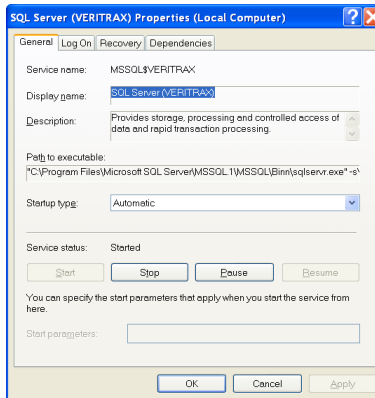 SQL Server (VERITRAX) Properties (Local Computer)
General Log On Recovery Dependencies
Service name: MSSQL$VERITRAX
Display name: SQL Server (VERITRAX)
Description: Provides storage, processing and controlled access of
data and rapid transaction processing.
Path to executable:
"C:\Program Files\Microsoft SQL Server\MSSQL.1\MSSQL\Binn\sqlservr.exe" -s
Startup type: Automatic
Service status: Started
Start Stop Pause Resume
You can specify the start parameters that apply when you start the service from
here.
Start parameters:
OK Cancel Apply